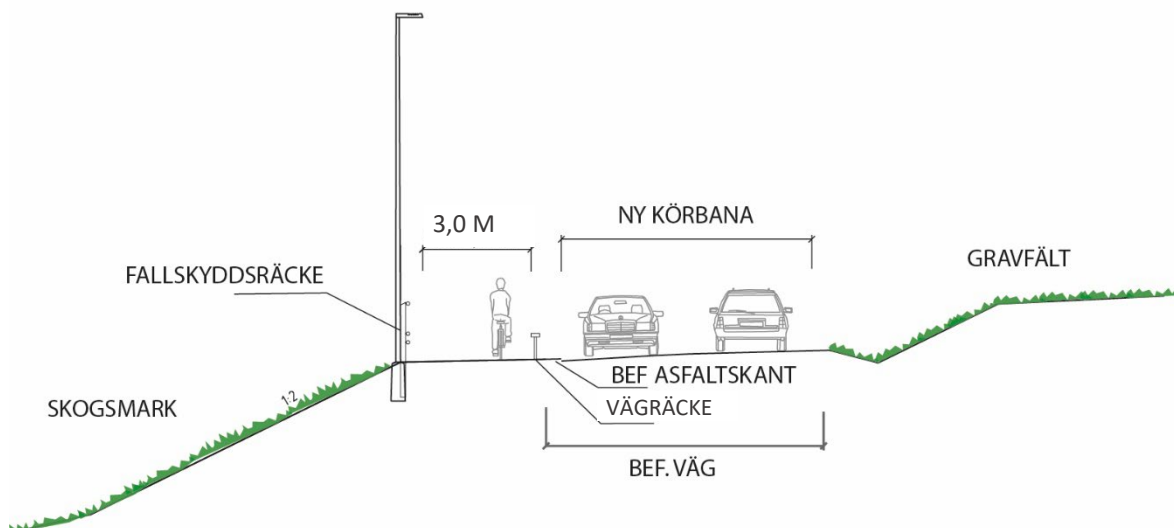 3,0 M
NY KÖRBANA
GRAVFÄLT
FALLSKYDDSRÄCKE
BEF ASFALTSKANT
VÄGRÄCKE
1:2
SKOGSMARK
BEF. VÄG